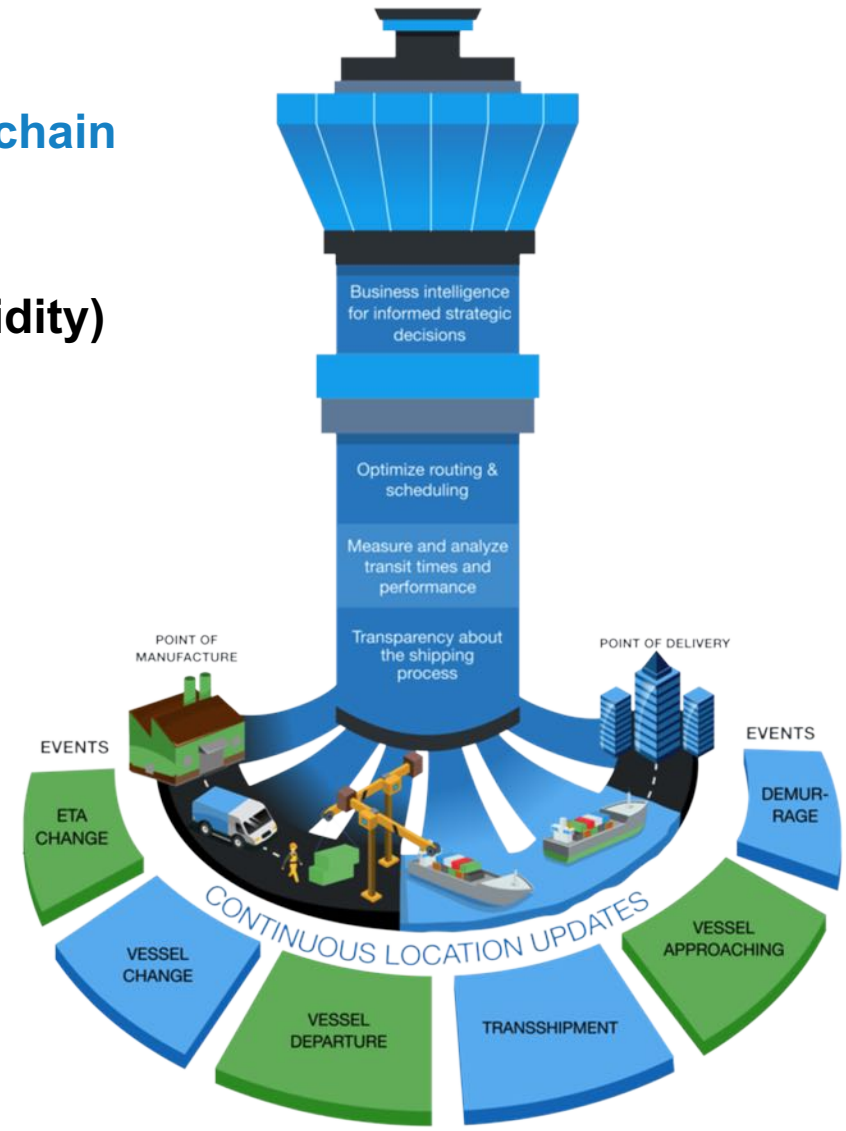 chain
idity)
Business intelligence
for informed strategic
decisions
Optimize routing &
scheduling
Measure and analyze
transit times and
performance
Transparency about
the shipping
process
POINT OF
MANUFACTURE
POINT OF DELIVERY
EVENTS
EVENTS
ETA
CHANGE
VESSEL
CHANGE
VESSEL
DEPARTURE
TRANSSHIPMENT
VESSEL
APPROACHING
DEMUR-
RAGE
CONTINUOUS LOCATION UPDATES